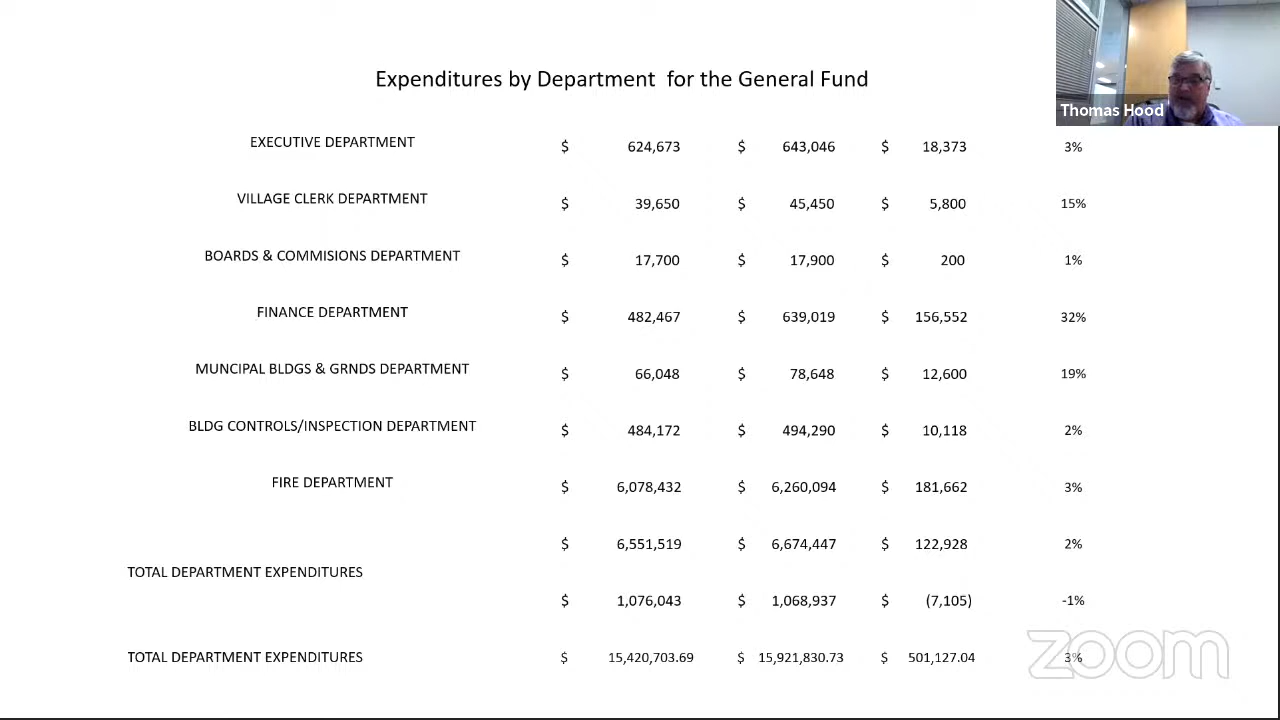 Expenditures by Department for the General Fund
Thomas Hood
EXECUTIVE DEPARTMENT $ 624,673 $ 643,046 $ 18,373 3%
VILLAGE CLERK DEPARTMENT $ 39,650 $ 45,450 $ 5,800 15%
BOARDS & COMMISIONS DEPARTMENT $ 17,700 $ 17,900 $ 200 1%
FINANCE DEPARTMENT $ 482,467 $ 639,019 $ 156,552 32%
MUNCIPAL BLDGS & GRNDS DEPARTMENT $ 66,048 $ 78,648 $ 12,600 19%
BLDG CONTROLS/INSPECTION DEPARTMENT $ 484,172 $ 494,290 $ 10,118 2%
FIRE DEPARTMENT $ 6,078,432 $ 6,260,094 $ 181,662 3%
$ 6,551,519 $ 6,674,447 $ 122,928 2%
TOTAL DEPARTMENT EXPENDITURES
$ 1,076,043 $ 1,068,937 $ (7,105) -1%
TOTAL DEPARTMENT EXPENDITURES $ 15,420,703.69 $ 15,921,830.73 $ 501,127.04 3%
zoom